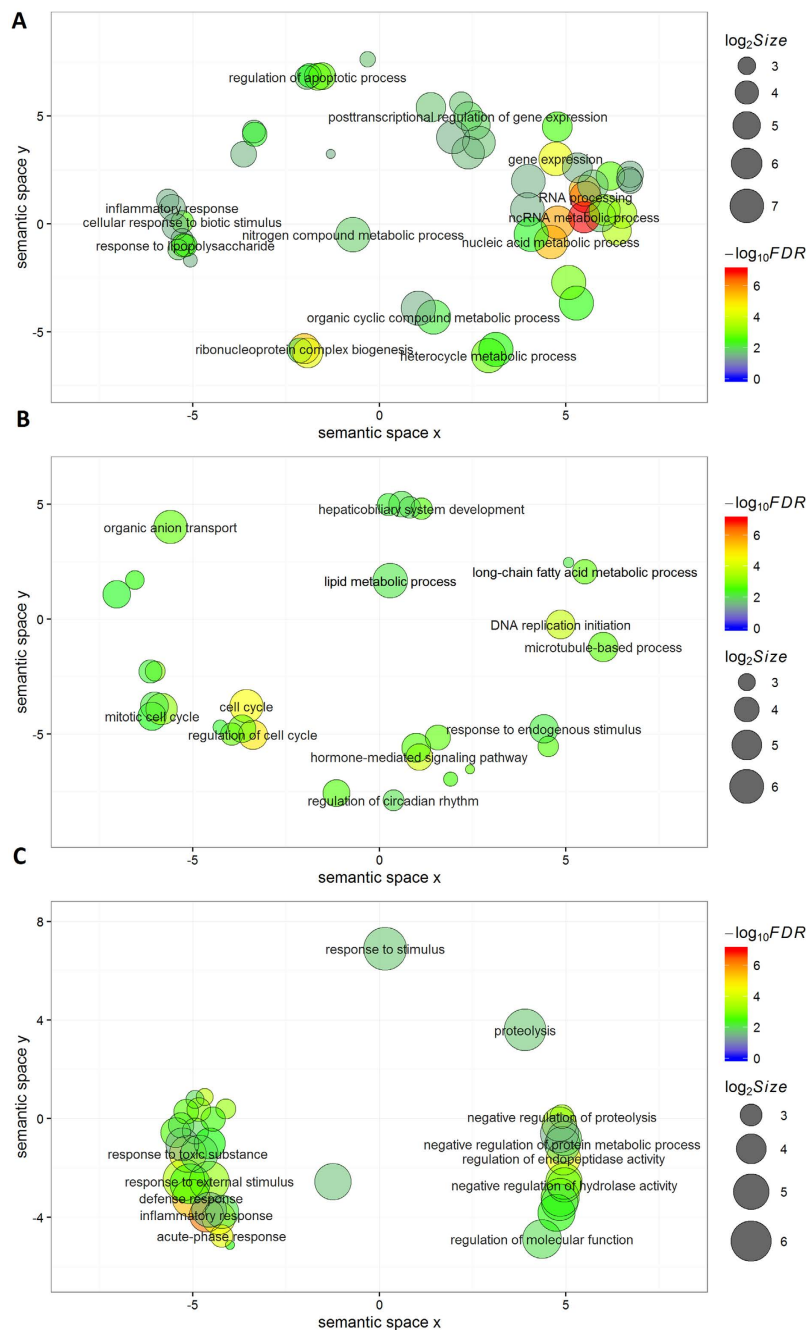 A
regulation of apoptotic process
posttranscriptional regulation of gene expression
gene expression
RNA processing
inflammatory response
cellular response to biotic stimulus
ncRNA metabolic process
nitrogen compound metabolic process
response to lipopolysaccharide
nucleic acid metabolic process
organic cyclic compound metabolic process
ribonucleoprotein complex biogenesis
heterocycle metabolic process
semantic space y
5
0
-5
-5
0
5
semantic space x
log2Size
3
4
5
6
7
−log10FDR
6
4
2
0
B
hepaticobiliary system development
organic anion transport
lipid metabolic process
long-chain fatty acid metabolic process
DNA replication initiation
microtubule-based process
cell cycle
mitotic cell cycle
regulation of cell cycle
response to endogenous stimulus
hormone-mediated signaling pathway
regulation of circadian rhythm
semantic space y
5
0
-5
-5
0
5
semantic space x
−log10FDR
6
4
2
0
log2Size
3
4
5
6
C
response to stimulus
proteolysis
negative regulation of proteolysis
negative regulation of protein metabolic process
response to toxic substance
regulation of endopeptidase activity
response to external stimulus
negative regulation of hydrolase activity
defense response
inflammatory response
acute-phase response
regulation of molecular function
semantic space y
8
4
0
-4
-5
0
5
semantic space x
−log10FDR
6
4
2
0
log2Size
3
4
5
6